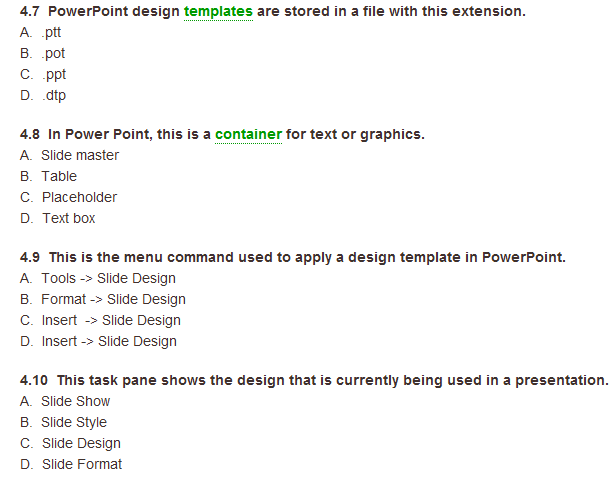 4.7 PowerPoint design templates are stored in a file with this extension.
A. .ptt
B. .pot
C. .ppt
D. .dtp
4.8 In Power Point, this is a container for text or graphics.
A. Slide master
B. Table
C. Placeholder
D. Text box
4.9 This is the menu command used to apply a design template in PowerPoint.
A. Tools -> Slide Design
B. Format -> Slide Design
C. Insert -> Slide Design
D. Insert -> Slide Design
4.10 This task pane shows the design that is currently being used in a presentation.
A. Slide Show
B. Slide Style
C. Slide Design
D. Slide Format